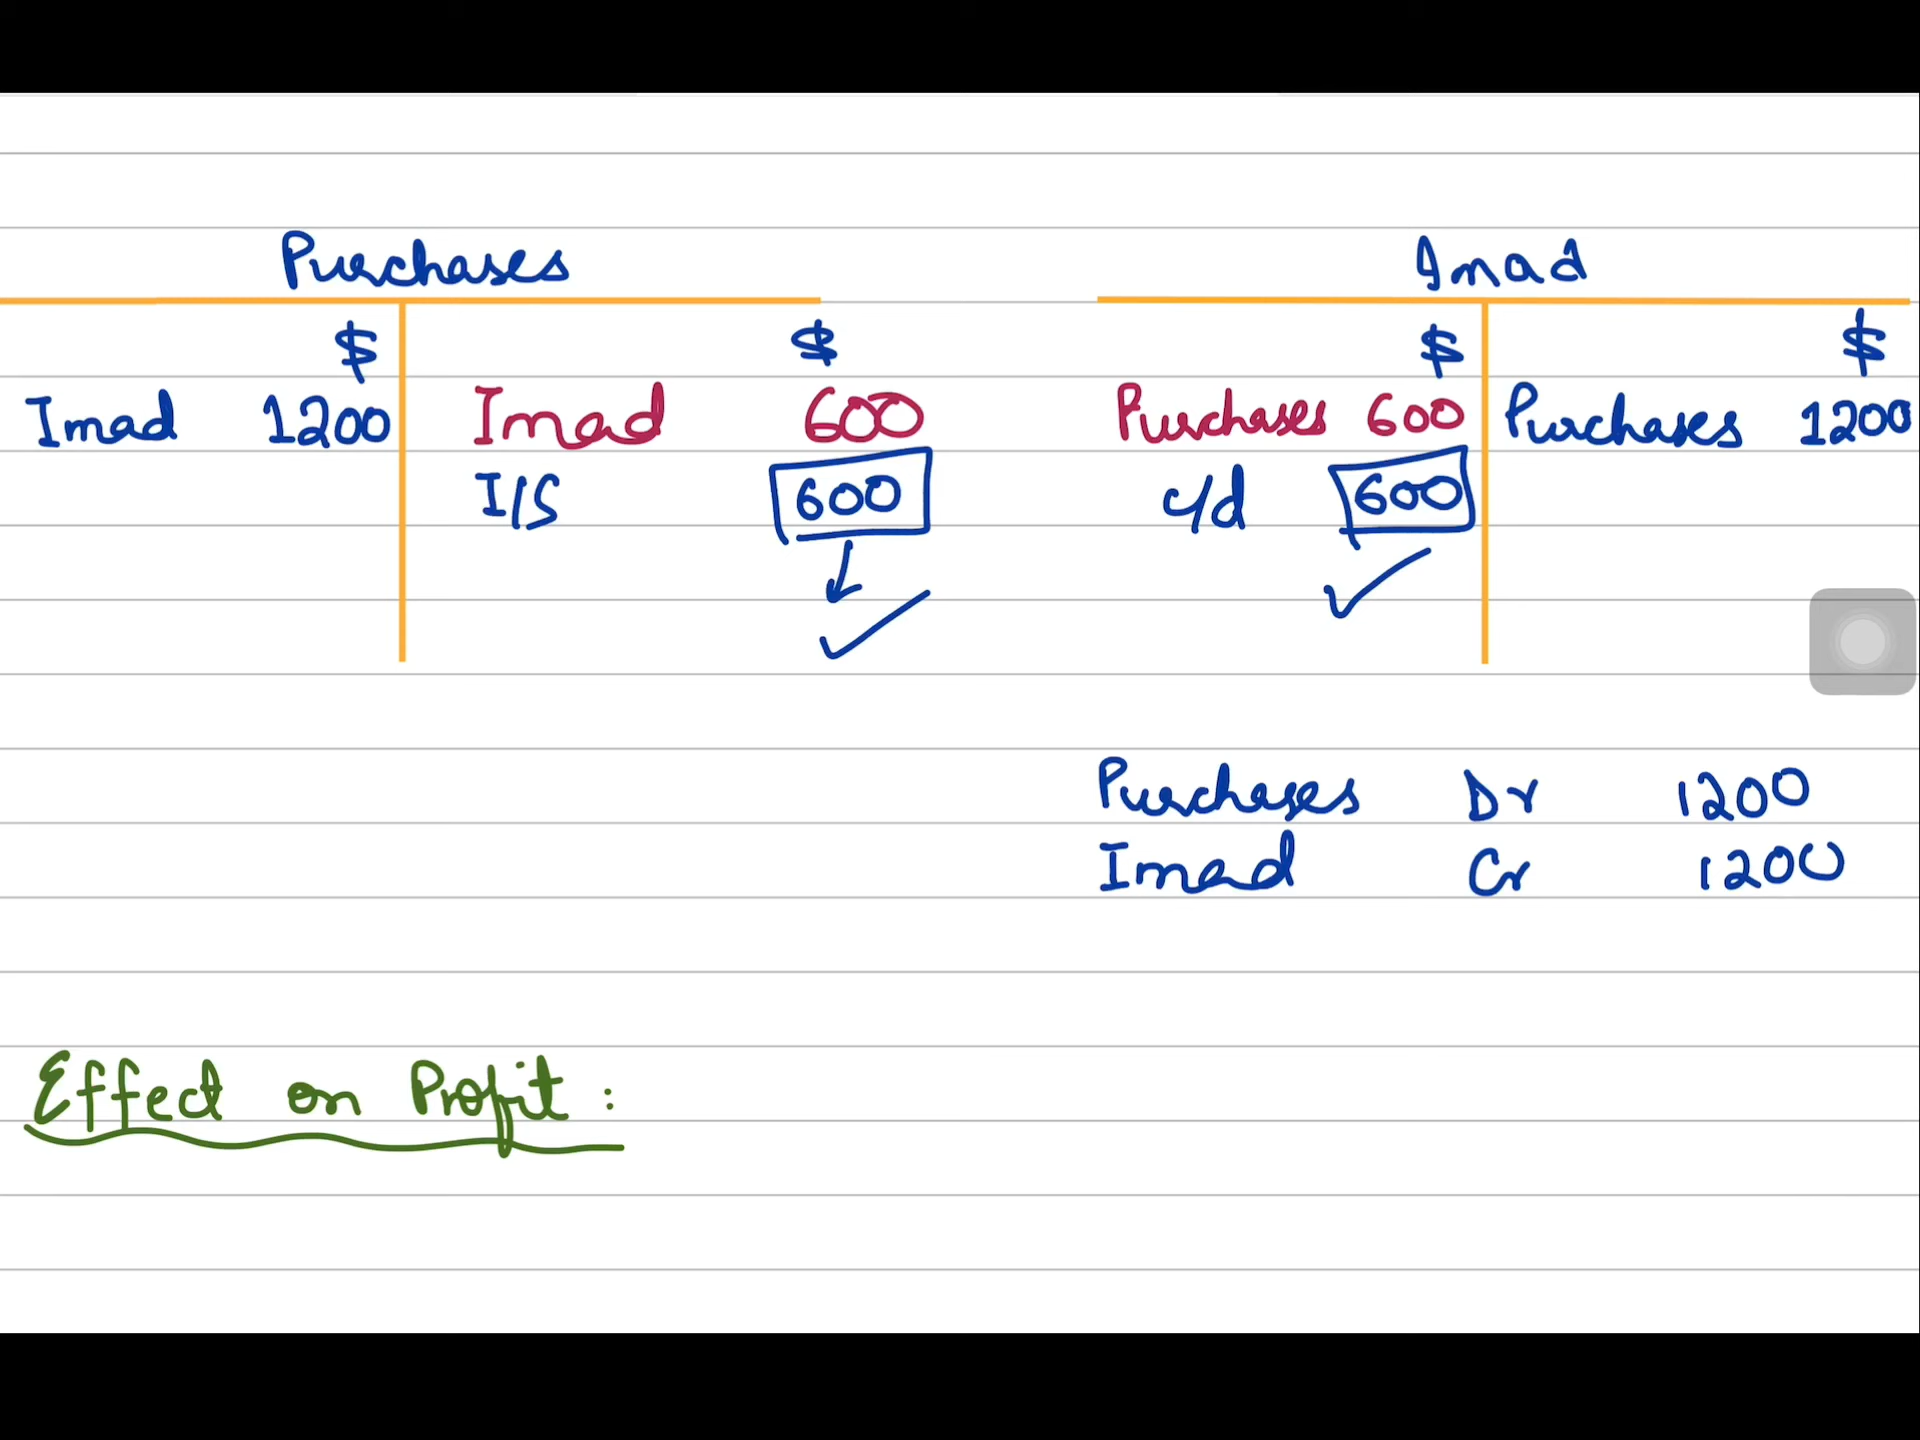 Purchases Imad
$ $ $ $
Imad 1200 Imad 600 Purchases 600 Purchases 1200
I/S 600 c/d 600
Purchases Dr 1200
Imad Cr 1200
Effect on Profit :